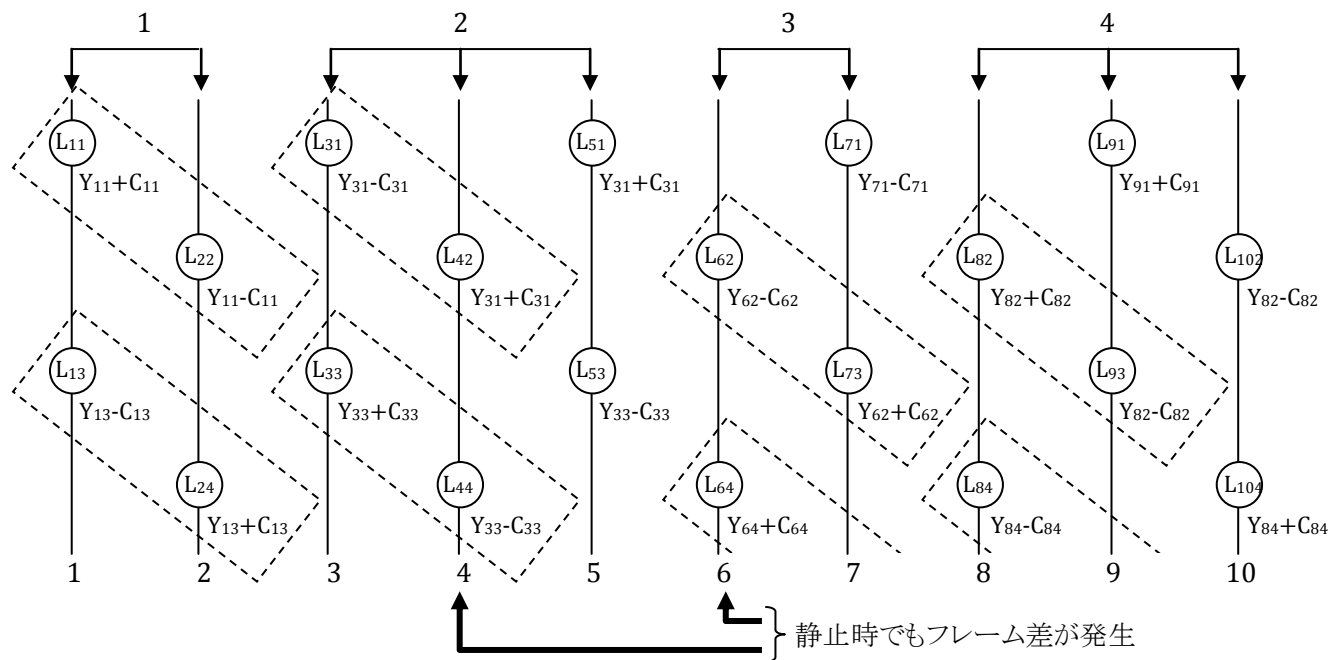 1 2 3 4
L₁₁ L₃₁ L₅₁ L₇₁ L₉₁
Y₁₁+C₁₁ Y₃₁-C₃₁ Y₃₁+C₃₁ Y₇₁-C₇₁ Y₉₁+C₉₁
L₂₂ L₄₂ L₆₂ L₈₂ L₁₀₂
Y₁₁-C₁₁ Y₃₁+C₃₁ Y₆₂-C₆₂ Y₈₂+C₈₂ Y₈₂-C₈₂
L₁₃ L₃₃ L₅₃ L₇₃ L₉₃
Y₁₃-C₁₃ Y₃₃+C₃₃ Y₃₃-C₃₃ Y₆₂+C₆₂ Y₈₂-C₈₂
L₂₄ L₄₄ L₆₄ L₈₄ L₁₀₄
Y₁₃+C₁₃ Y₃₃-C₃₃ Y₆₄+C₆₄ Y₈₄-C₈₄ Y₈₄+C₈₄
1 2 3 4 5 6 7 8 9 10
静止時でもフレーム差が発生